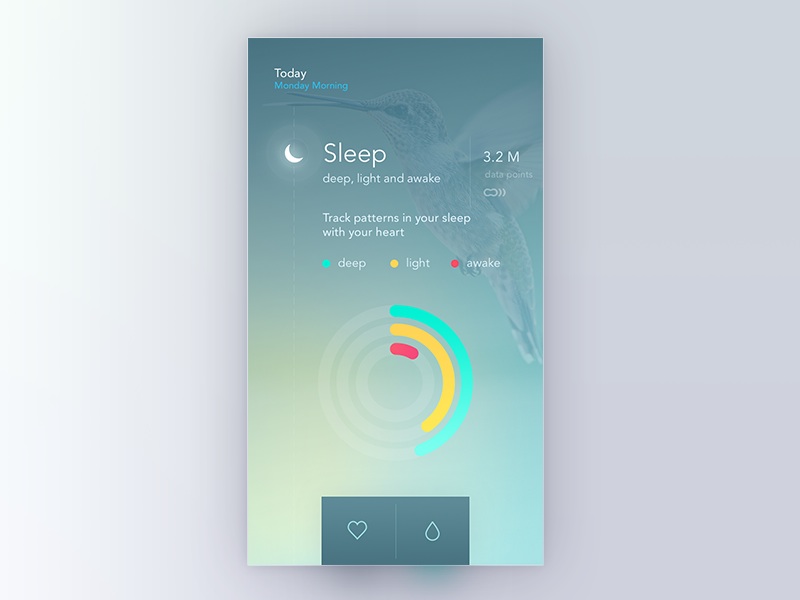 Today
Monday Morning
Sleep
deep, light and awake
3.2 M
data points
Track patterns in your sleep
with your heart
deep light awake